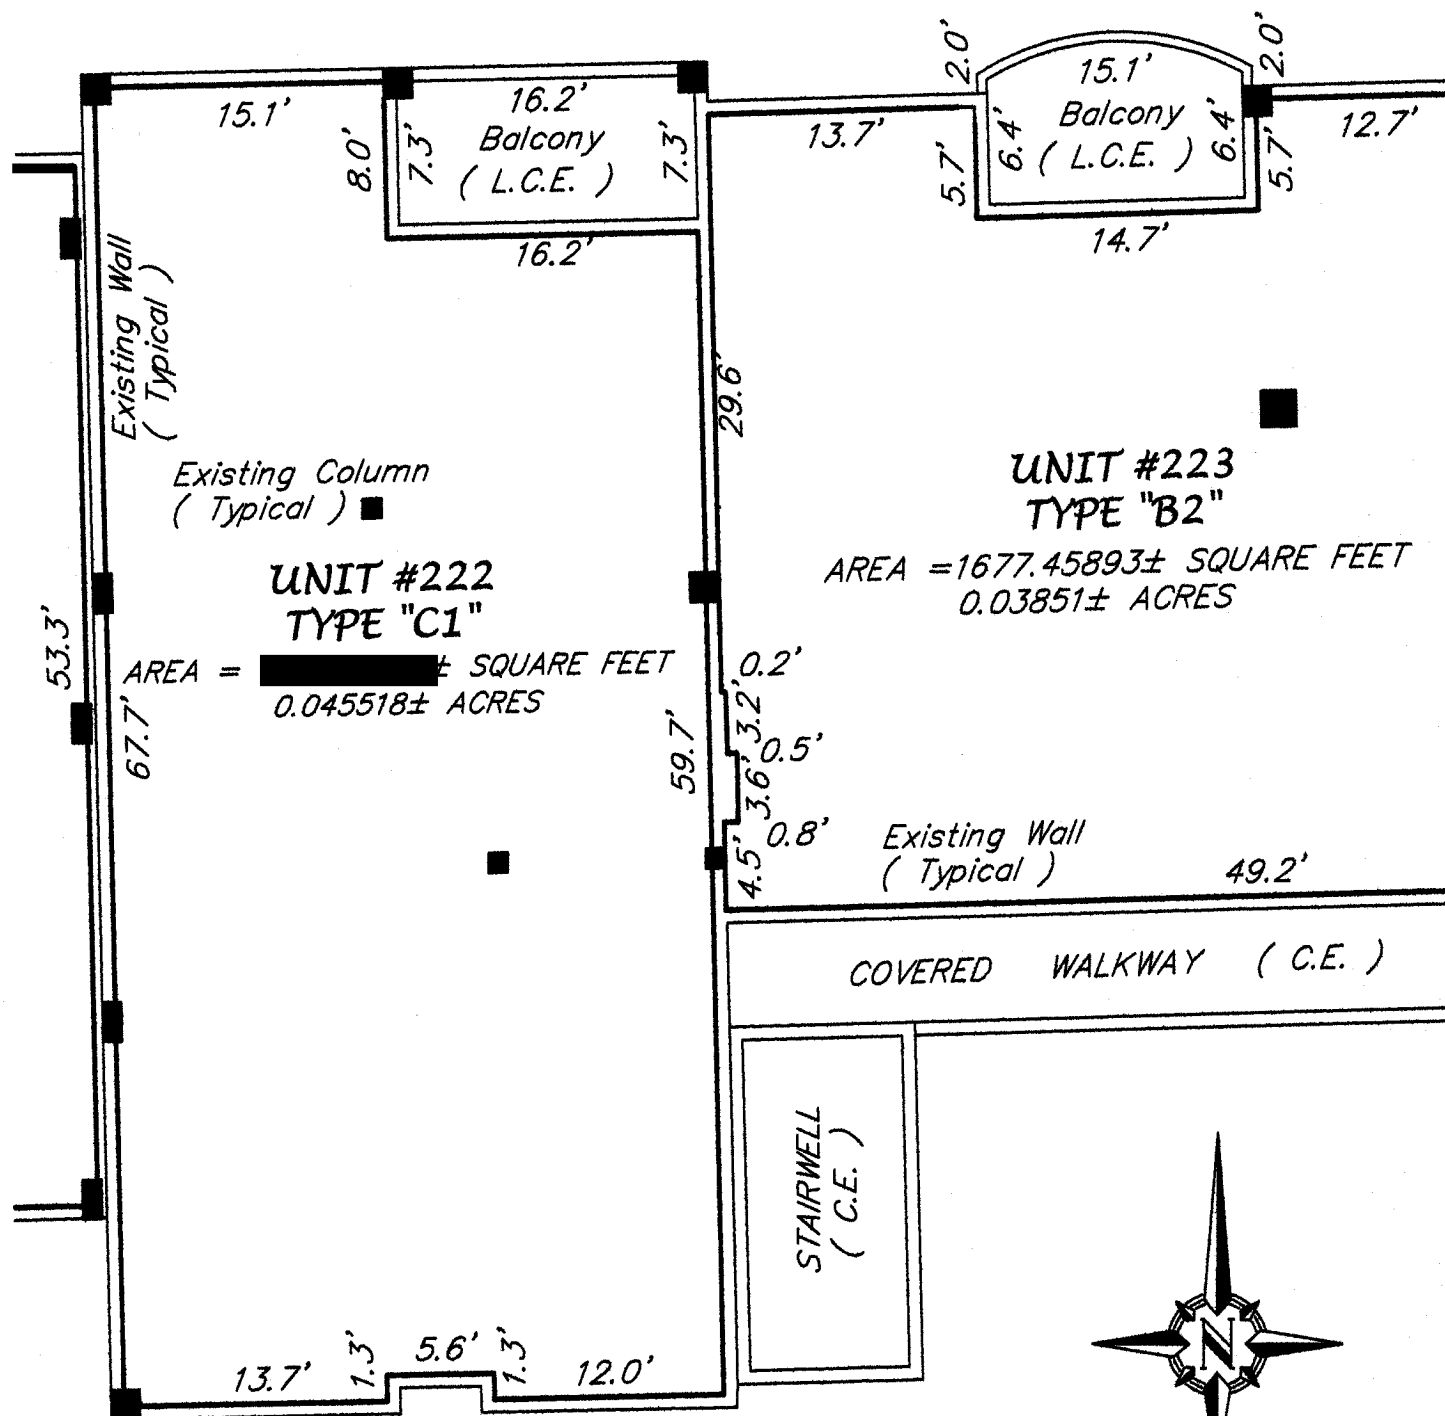 2.0'
2.0'
15.1'
8.0'
7.3'
16.2'
Balcony
( L.C.E. )
7.3'
16.2'
13.7'
5.7'
6.4'
15.1'
Balcony
( L.C.E. )
6.4'
5.7'
12.7'
14.7'
Existing Wall
( Typical )
29.6'
Existing Column
( Typical )
UNIT #222
TYPE "C1"
AREA = ± SQUARE FEET
0.045518± ACRES
UNIT #223
TYPE "B2"
AREA =1677.45893± SQUARE FEET
0.03851± ACRES
53.3'
67.7'
59.7'
0.2'
3.2'
0.5'
3.6'
0.8'
4.5'
Existing Wall
( Typical )
49.2'
COVERED WALKWAY ( C.E. )
STAIRWELL
( C.E. )
13.7'
1.3'
5.6'
1.3'
12.0'
N